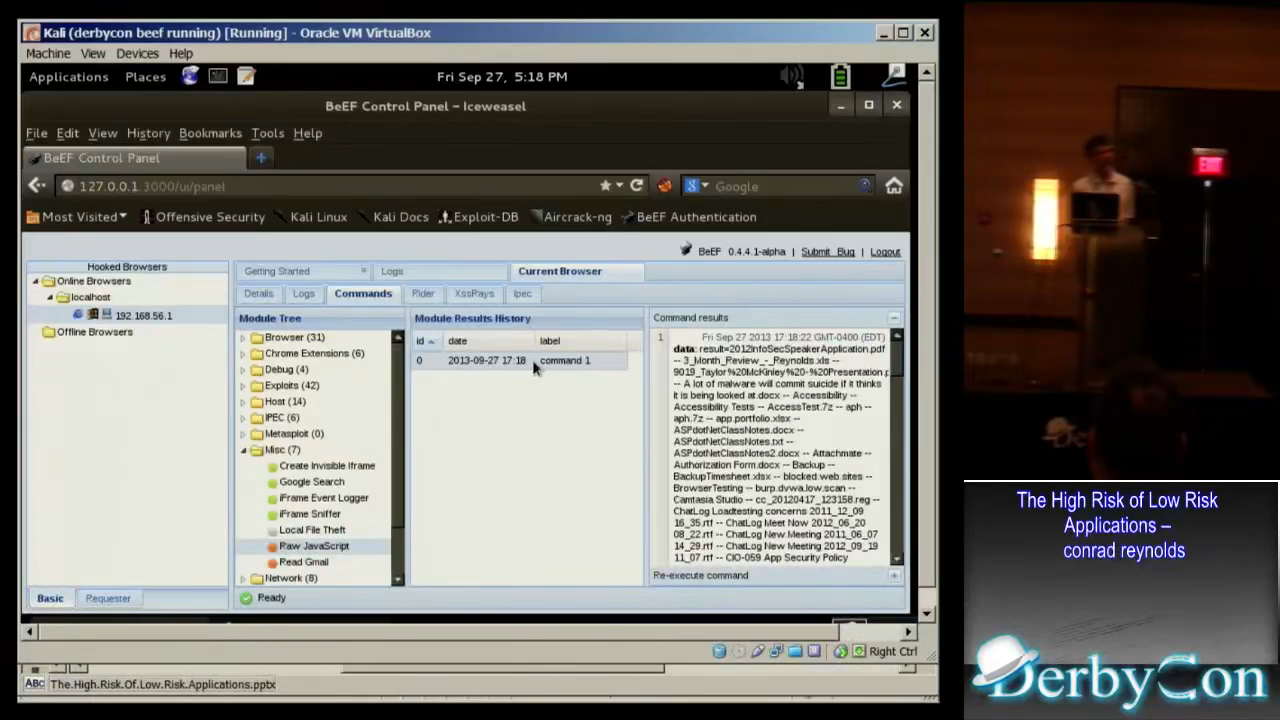 Kali (derbycon beef running) [Running] - Oracle VM VirtualBox
Machine View Devices Help
Applications Places Fri Sep 27, 5:18 PM
BeEF Control Panel - Iceweasel
File Edit View History Bookmarks Tools Help
BeEF Control Panel
127.0.0.1:3000/ui/panel Google
Most Visited Offensive Security Kali Linux Kali Docs Exploit-DB Aircrack-ng BeEF Authentication
BeEF 0.4.4.1-alpha | Submit Bug | Logout
Hooked Browsers
Online Browsers
localhost
192.168.56.1
Offline Browsers
Basic Requester
Getting Started Logs Current Browser
Details Logs Commands Rider XssRays Ipec
Module Tree
Browser (31)
Chrome Extensions (6)
Debug (4)
Exploits (42)
Host (14)
IPEC (6)
Metasploit (0)
Misc (7)
Create Invisible Iframe
Google Search
iFrame Event Logger
iFrame Sniffer
Local File Theft
Raw JavaScript
Read Gmail
Network (8)
Ready
Module Results History
id date label
0 2013-09-27 17:18 command 1
Command results
1 Fri Sep 27 2013 17:18:22 GMT-0400 (EDT)
data: result=2012InfoSecSpeakerApplication.pdf
-- 3_Month_Review_-_Reynolds.xls --
9019_Taylor%20McKinley%20-%20Presentation.p
-- A lot of malware will commit suicide if it thinks
it is being looked at.docx -- Accessibility --
Accessibility Tests -- AccessTest.7z -- aph --
aph.7z -- app.portfolio.xlsx --
ASPdotNetClassNotes.docx --
ASPdotNetClassNotes.txt --
ASPdotNetClassNotes2.docx -- Attachmate --
Authorization Form.docx -- Backup --
BackupTimesheet.xlsx -- blocked.web.sites --
BrowserTesting -- burp.dvwa.low.scan --
Camtasia Studio -- cc_20120417_123158.reg --
ChatLog Loadtesting concerns 2011_12_09
16_35.rtf -- ChatLog Meet Now 2012_06_20
08_22.rtf -- ChatLog New Meeting 2011_06_07
14_29.rtf -- ChatLog New Meeting 2012_09_19
11_07.rtf -- CIO-059 App Security Policy
Re-execute command
Right Ctrl
ABC The.High.Risk.Of.Low.Risk.Applications.pptx
The High Risk of Low Risk
Applications –
conrad reynolds
DerbyCon